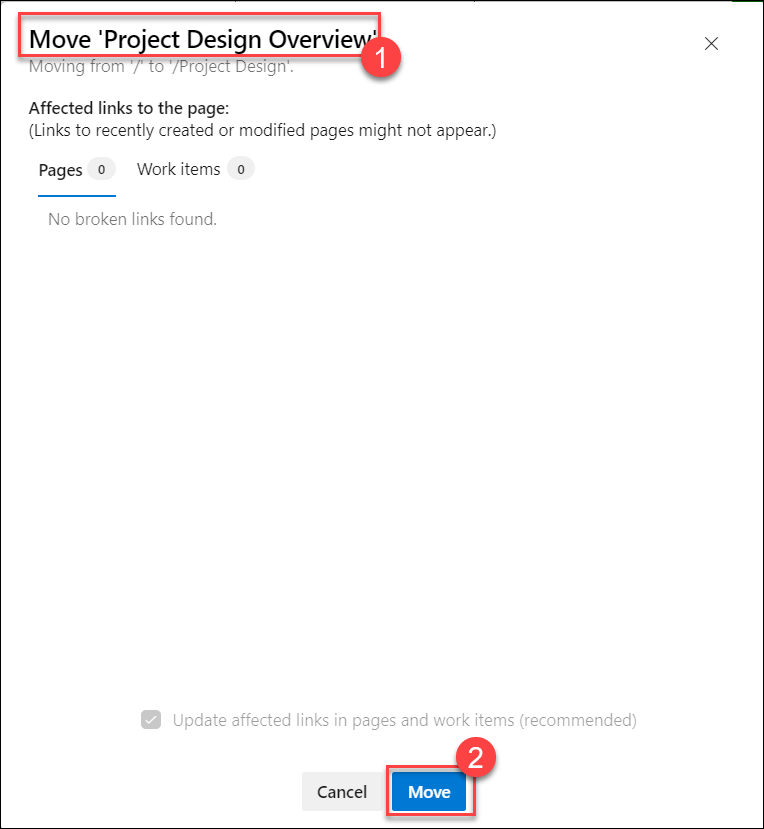 Move 'Project Design Overview'
1
Moving from '/' to '/Project Design'.
Affected links to the page:
(Links to recently created or modified pages might not appear.)
Pages 0 Work items 0
No broken links found.
Update affected links in pages and work items (recommended)
2
Cancel Move